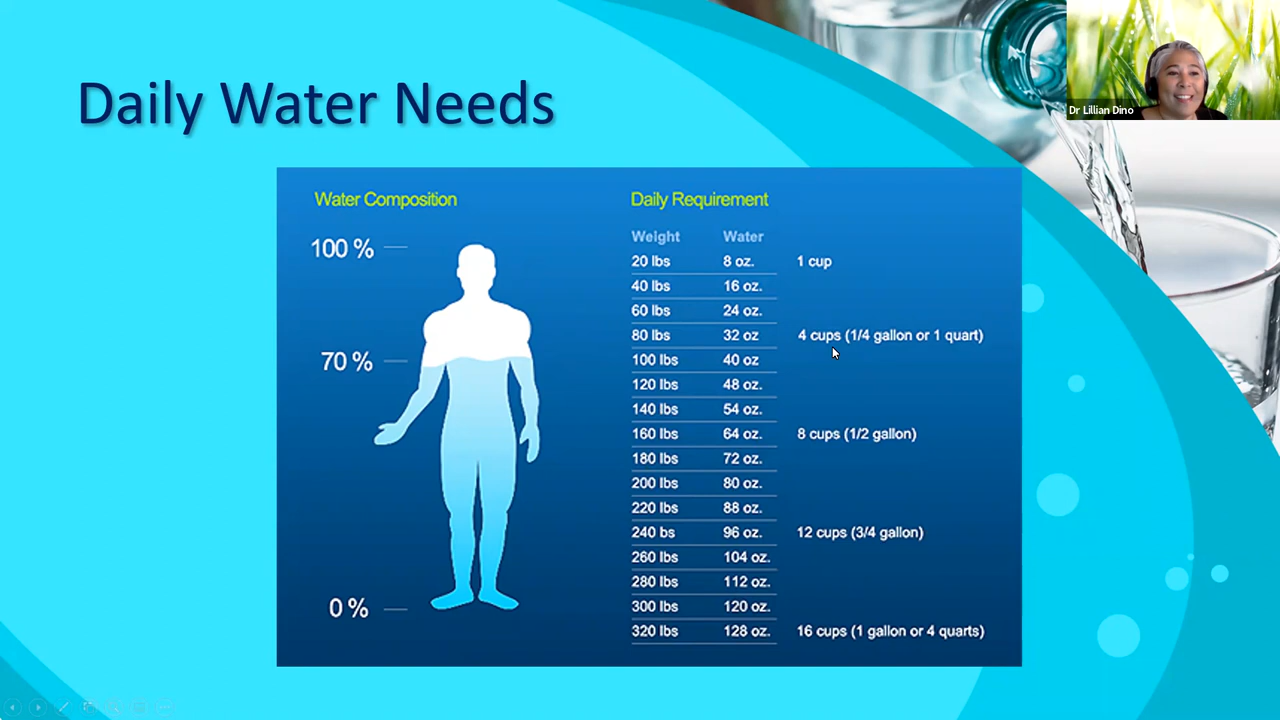 Daily Water Needs
Dr Lillian Dino
Water Composition
100 %
70 %
0 %
Daily Requirement
Weight Water
20 lbs 8 oz. 1 cup
40 lbs 16 oz.
60 lbs 24 oz.
80 lbs 32 oz 4 cups (1/4 gallon or 1 quart)
100 lbs 40 oz
120 lbs 48 oz.
140 lbs 54 oz.
160 lbs 64 oz. 8 cups (1/2 gallon)
180 lbs 72 oz.
200 lbs 80 oz.
220 lbs 88 oz.
240 bs 96 oz. 12 cups (3/4 gallon)
260 lbs 104 oz.
280 lbs 112 oz.
300 lbs 120 oz.
320 lbs 128 oz. 16 cups (1 gallon or 4 quarts)